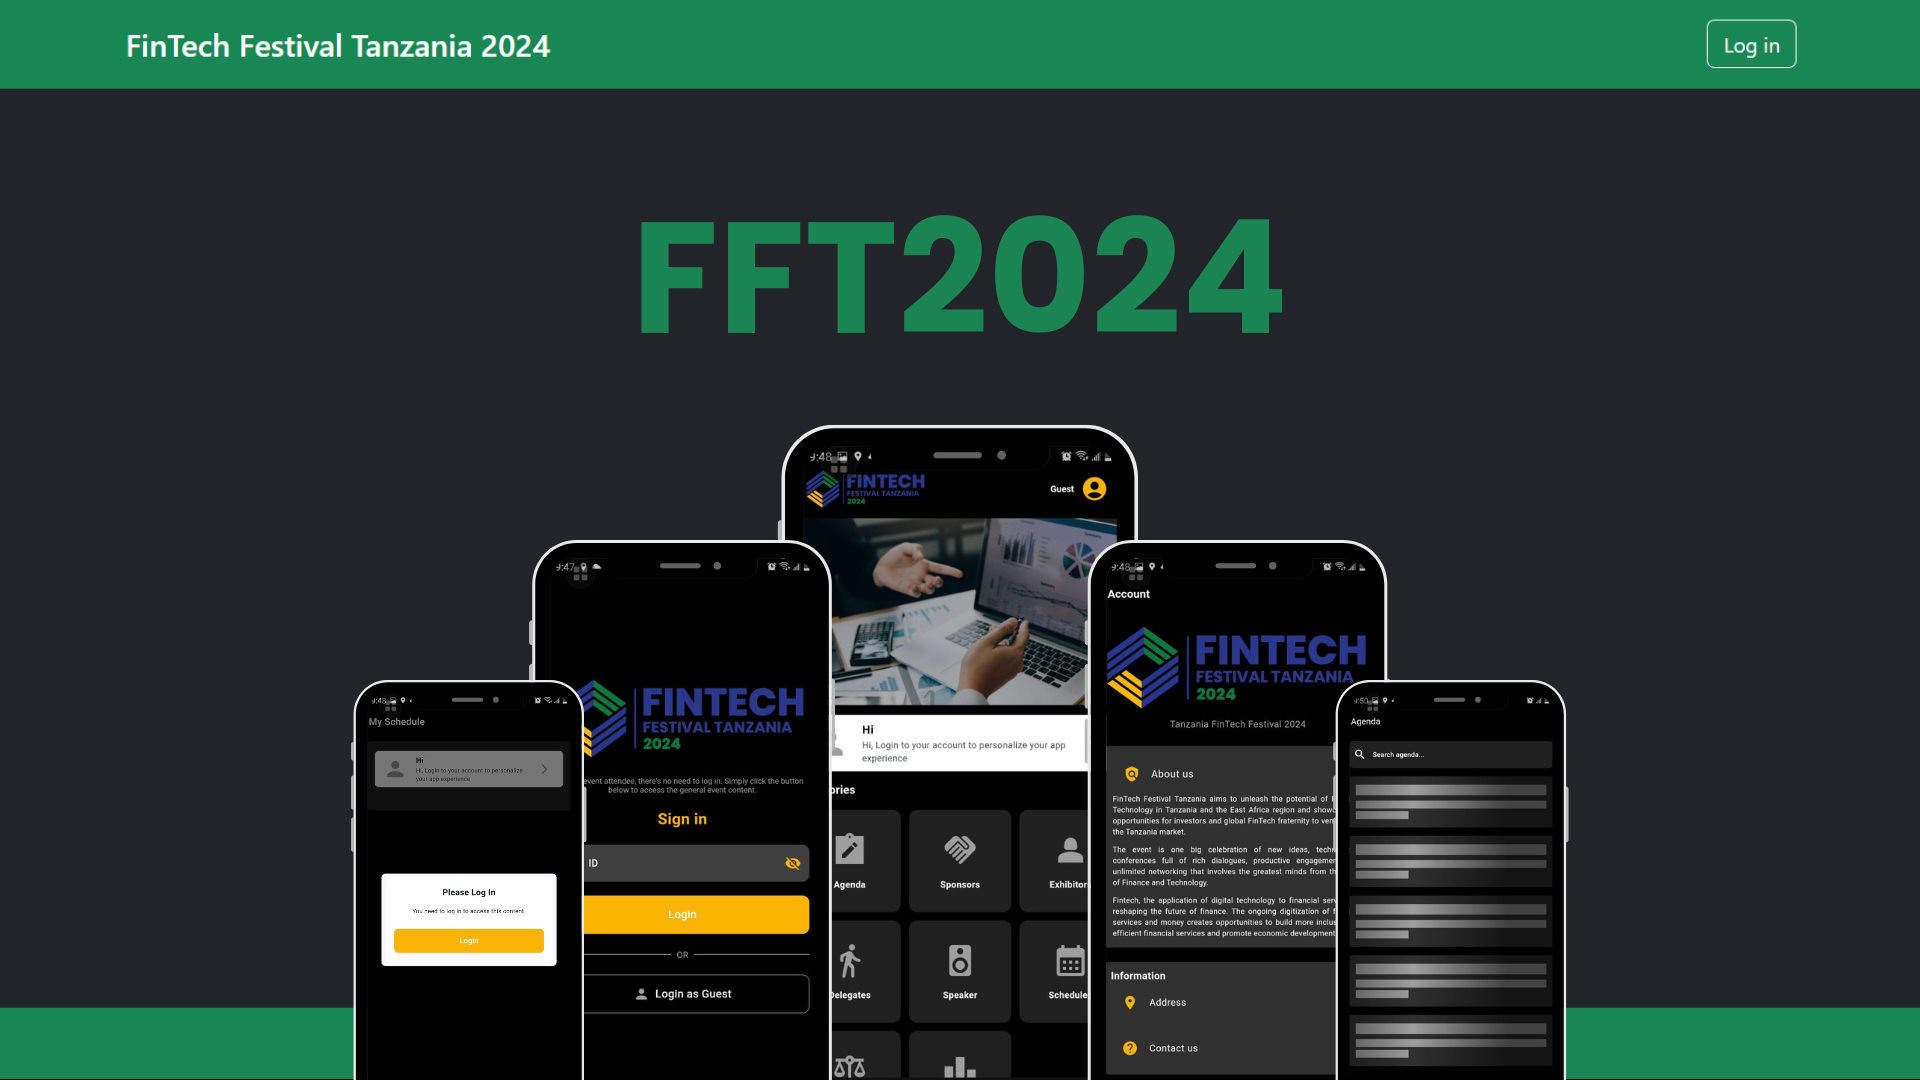 FinTech Festival Tanzania 2024
Log in
FFT2024
9:48
FINTECH
FESTIVAL TANZANIA
2024
Guest
Hi
Hi, Login to your account to personalize your app
experience
ories
Agenda
Sponsors
Exhibitor
Delegates
Speaker
Schedule
9:47
FINTECH
FESTIVAL TANZANIA
2024
event attendee, there's no need to log in. Simply click the button
below to access the general event content.
Sign in
ID
Login
OR
Login as Guest
9:48
My Schedule
Hi
Hi, Login to your account to personalize
your app experience
Please Log In
You need to log in to access this content.
Login
9:48
Account
FINTECH
FESTIVAL TANZANIA
2024
Tanzania FinTech Festival 2024
About us
FinTech Festival Tanzania aims to unleash the potential of
Technology in Tanzania and the East Africa region and show
opportunities for investors and global FinTech fraternity to ven
the Tanzania market.
The event is one big celebration of new ideas, techn
conferences full of rich dialogues, productive engagemen
unlimited networking that involves the greatest minds from th
of Finance and Technology.
Fintech, the application of digital technology to financial serv
reshaping the future of finance. The ongoing digitization of f
services and money creates opportunities to build more inclus
efficient financial services and promote economic development
Information
Address
Contact us
9:50
Agenda
Search agenda...